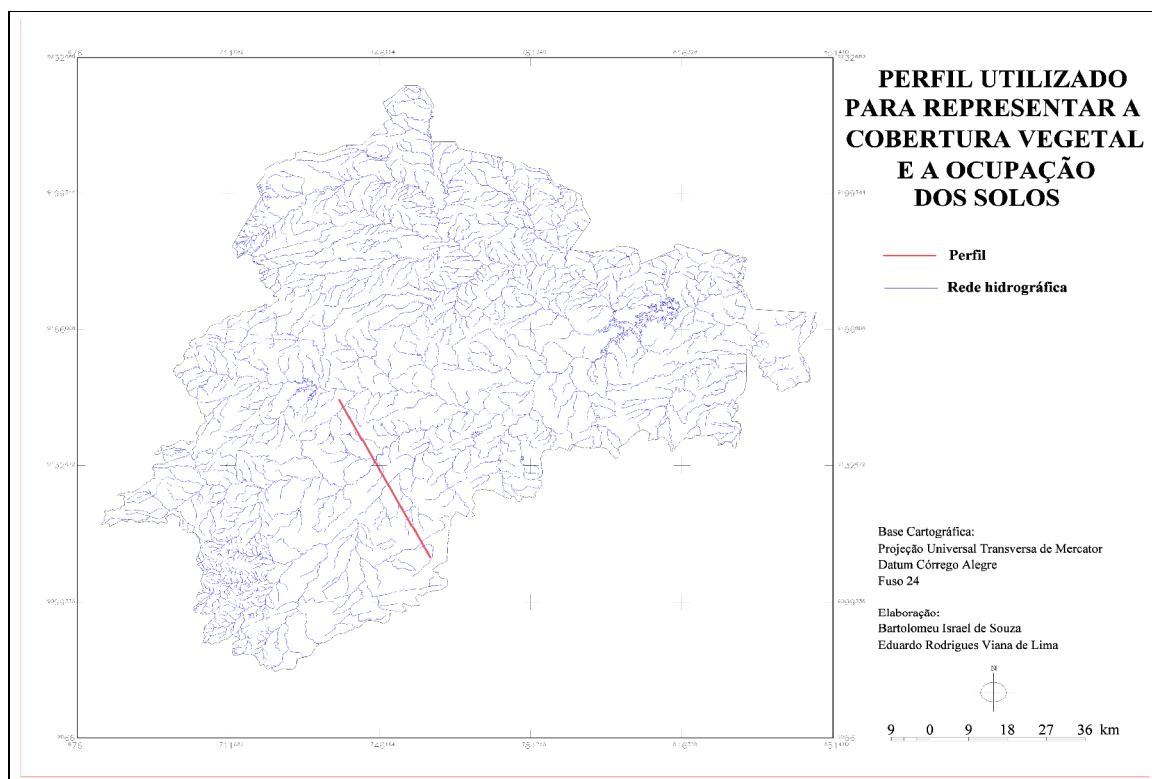 PERFIL UTILIZADO
PARA REPRESENTAR A
COBERTURA VEGETAL
E A OCUPAÇÃO
DOS SOLOS
Perfil
Rede hidrográfica
Base Cartográfica:
Projeção Universal Transversa de Mercator
Datum Córrego Alegre
Fuso 24
Elaboração:
Bartolomeu Israel de Souza
Eduardo Rodrigues Viana de Lima
N
9 0 9 18 27 36 km